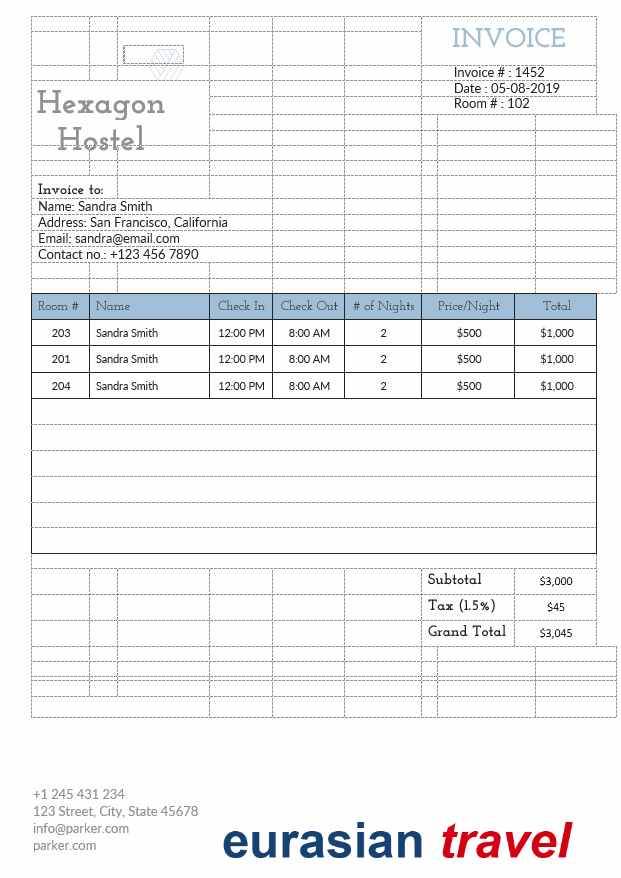 INVOICE
Invoice # : 1452
Date : 05-08-2019
Room # : 102
Hexagon
Hostel
Invoice to:
Name: Sandra Smith
Address: San Francisco, California
Email: sandra@email.com
Contact no.: +123 456 7890
Room # Name Check In Check Out # of Nights Price/Night Total
203 Sandra Smith 12:00 PM 8:00 AM 2 $500 $1,000
201 Sandra Smith 12:00 PM 8:00 AM 2 $500 $1,000
204 Sandra Smith 12:00 PM 8:00 AM 2 $500 $1,000
Subtotal $3,000
Tax (1.5%) $45
Grand Total $3,045
+1 245 431 234
123 Street, City, State 45678
info@parker.com
parker.com
eurasian travel